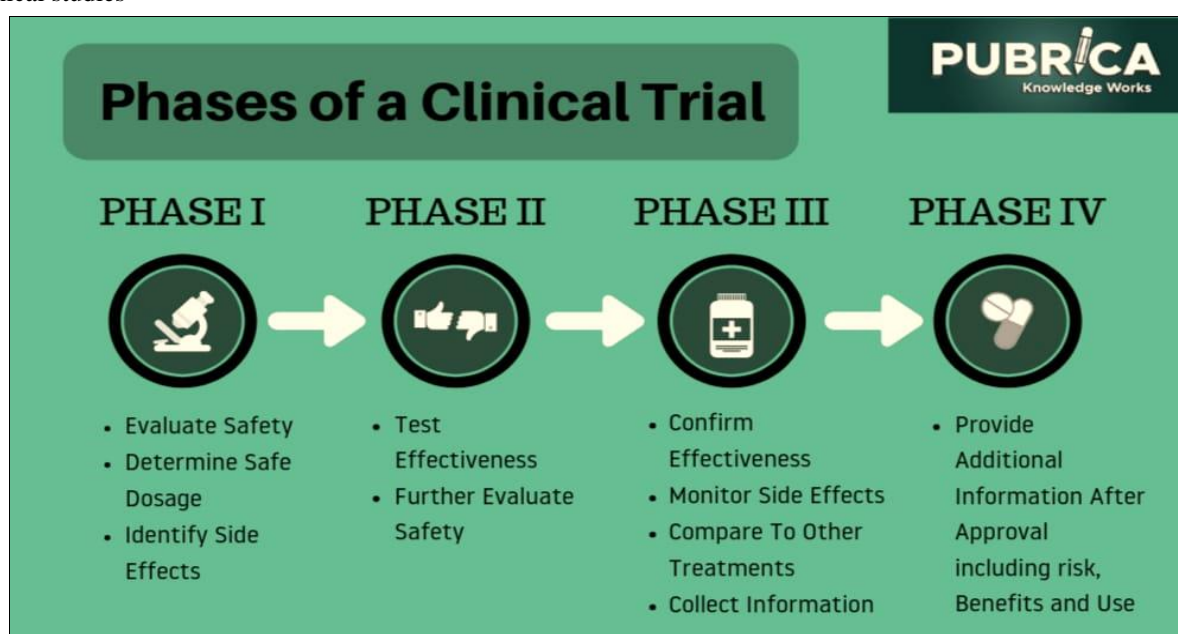 PUBRICA
Knowledge Works
Phases of a Clinical Trial
PHASE I
• Evaluate Safety
• Determine Safe
Dosage
• Identify Side
Effects
PHASE II
• Test
Effectiveness
• Further Evaluate
Safety
PHASE III
• Confirm
Effectiveness
• Monitor Side Effects
• Compare To Other
Treatments
• Collect Information
PHASE IV
• Provide
Additional
Information After
Approval
including risk,
Benefits and Use